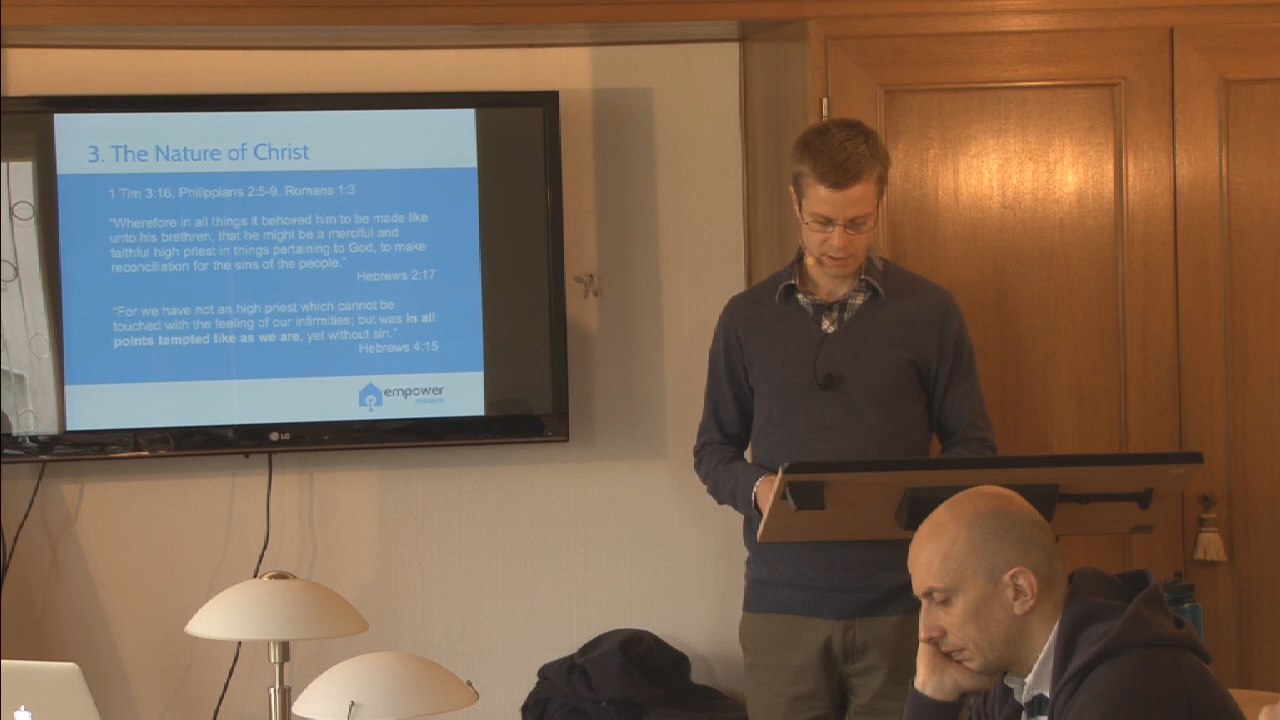 3. The Nature of Christ
1 Tim 3:16, Philippians 2:5-9, Romans 1:3
"Wherefore in all things it behoved him to be made like
unto his brethren, that he might be a merciful and
faithful high priest in things pertaining to God, to make
reconciliation for the sins of the people."
Hebrews 2:17
"For we have not an high priest which cannot be
touched with the feeling of our infirmities; but was in all
points tempted like as we are, yet without sin."
Hebrews 4:15
empower
LG